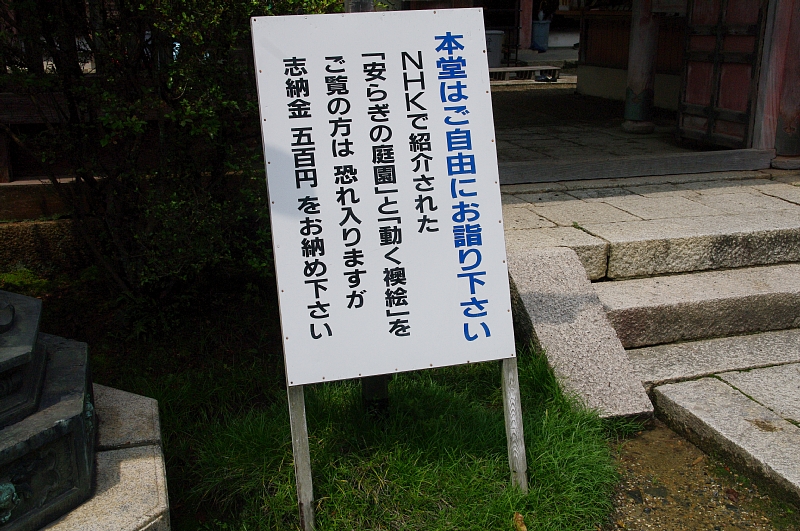 本堂はご自由にお詣り下さい
NHKで紹介された
「安らぎの庭園」と「動く襖絵」を
ご覧の方は 恐れ入りますが
志納金 五百円 をお納め下さい